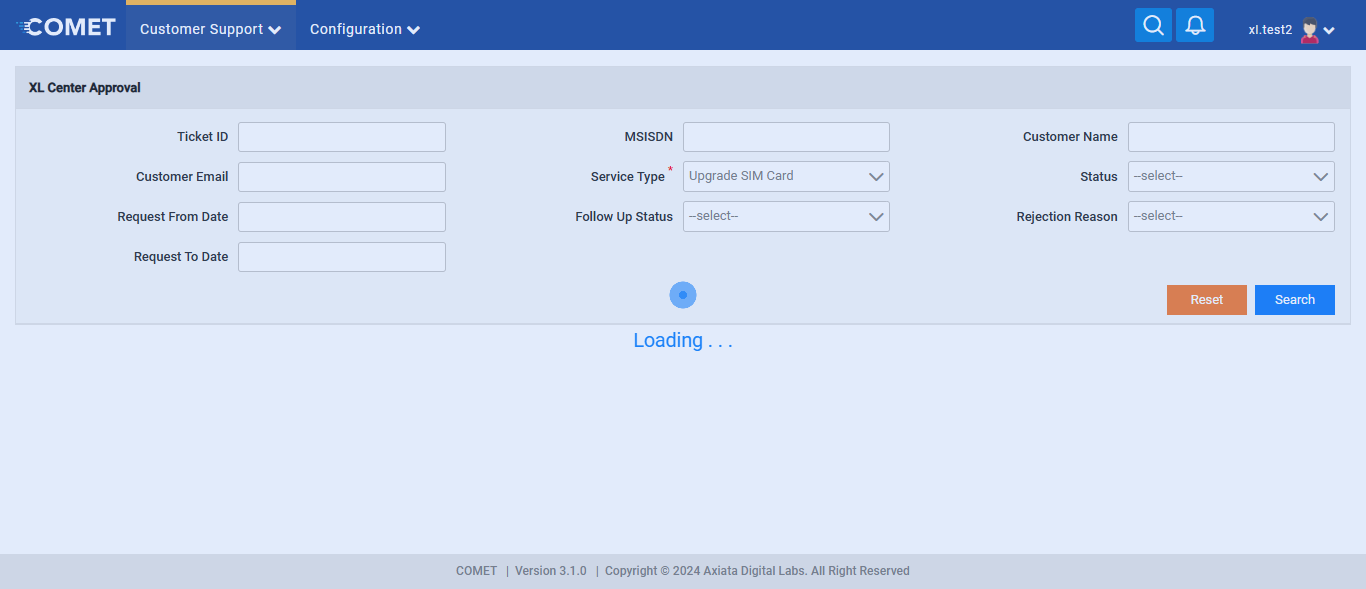 COMET Customer Support Configuration xl.test2
XL Center Approval
Ticket ID MSISDN Customer Name
Customer Email Service Type * Upgrade SIM Card Status --select--
Request From Date Follow Up Status --select-- Rejection Reason --select--
Request To Date
Reset Search
Loading . . .
COMET | Version 3.1.0 | Copyright © 2024 Axiata Digital Labs. All Right Reserved